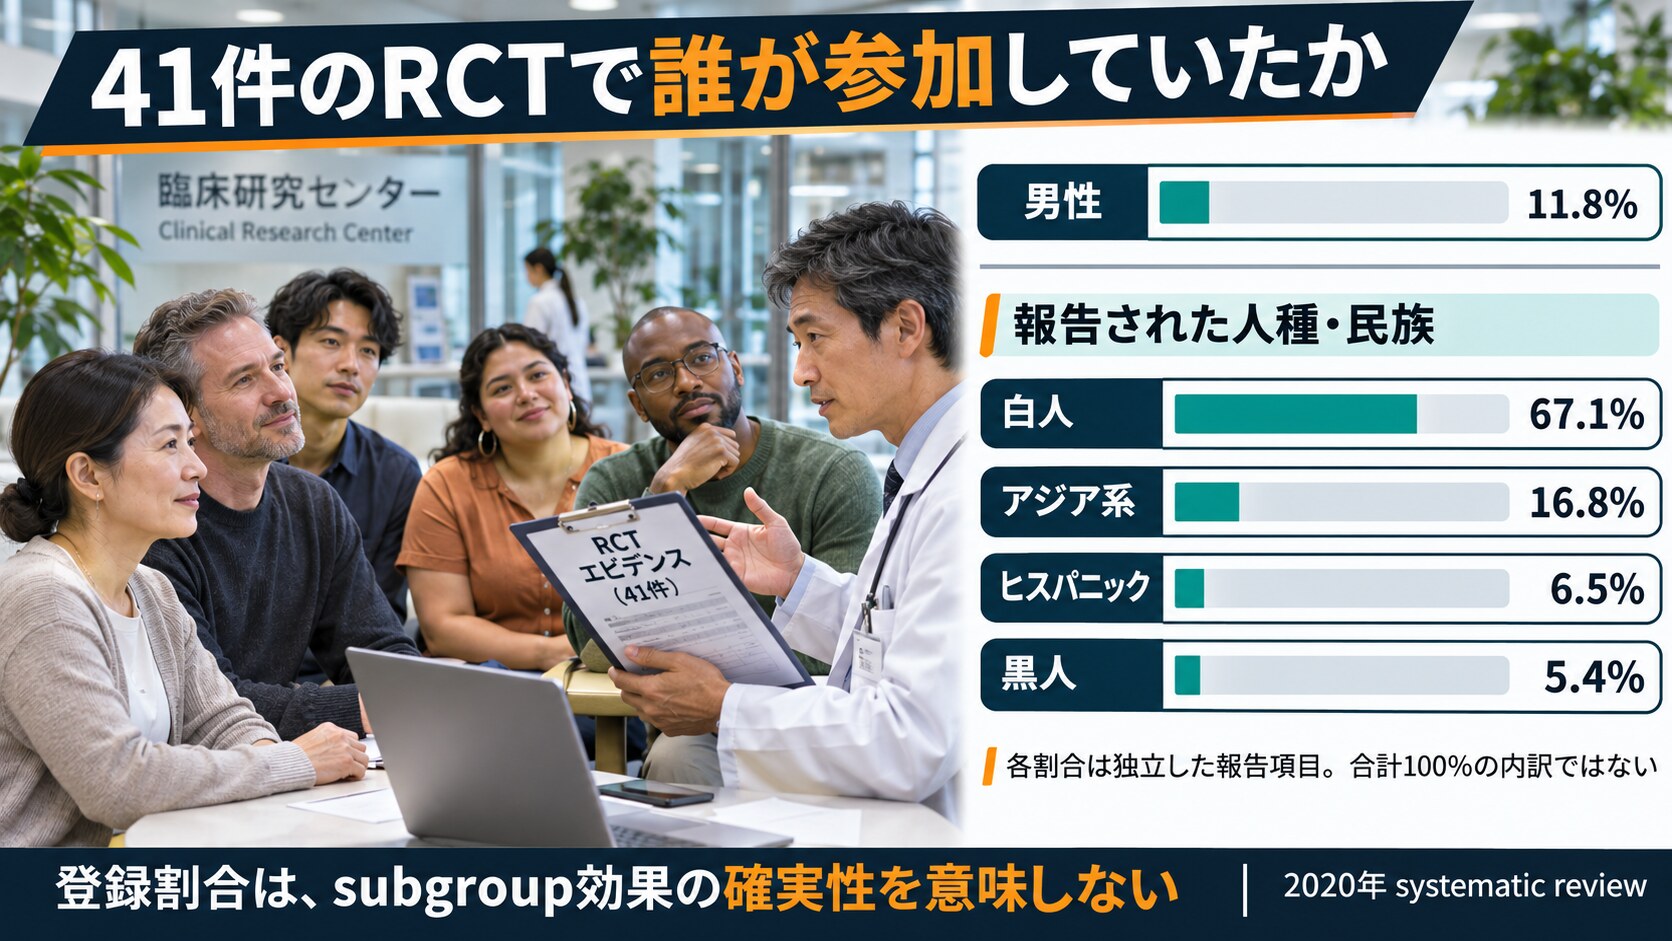 41件のRCTで誰が参加していたか
臨床研究センター
Clinical Research Center
RCT
エビデンス
(41件)
男性
11.8%
報告された人種・民族
白人
67.1%
アジア系
16.8%
ヒスパニック
6.5%
黒人
5.4%
各割合は独立した報告項目。合計100%の内訳ではない
登録割合は、subgroup効果の確実性を意味しない
2020年 systematic review